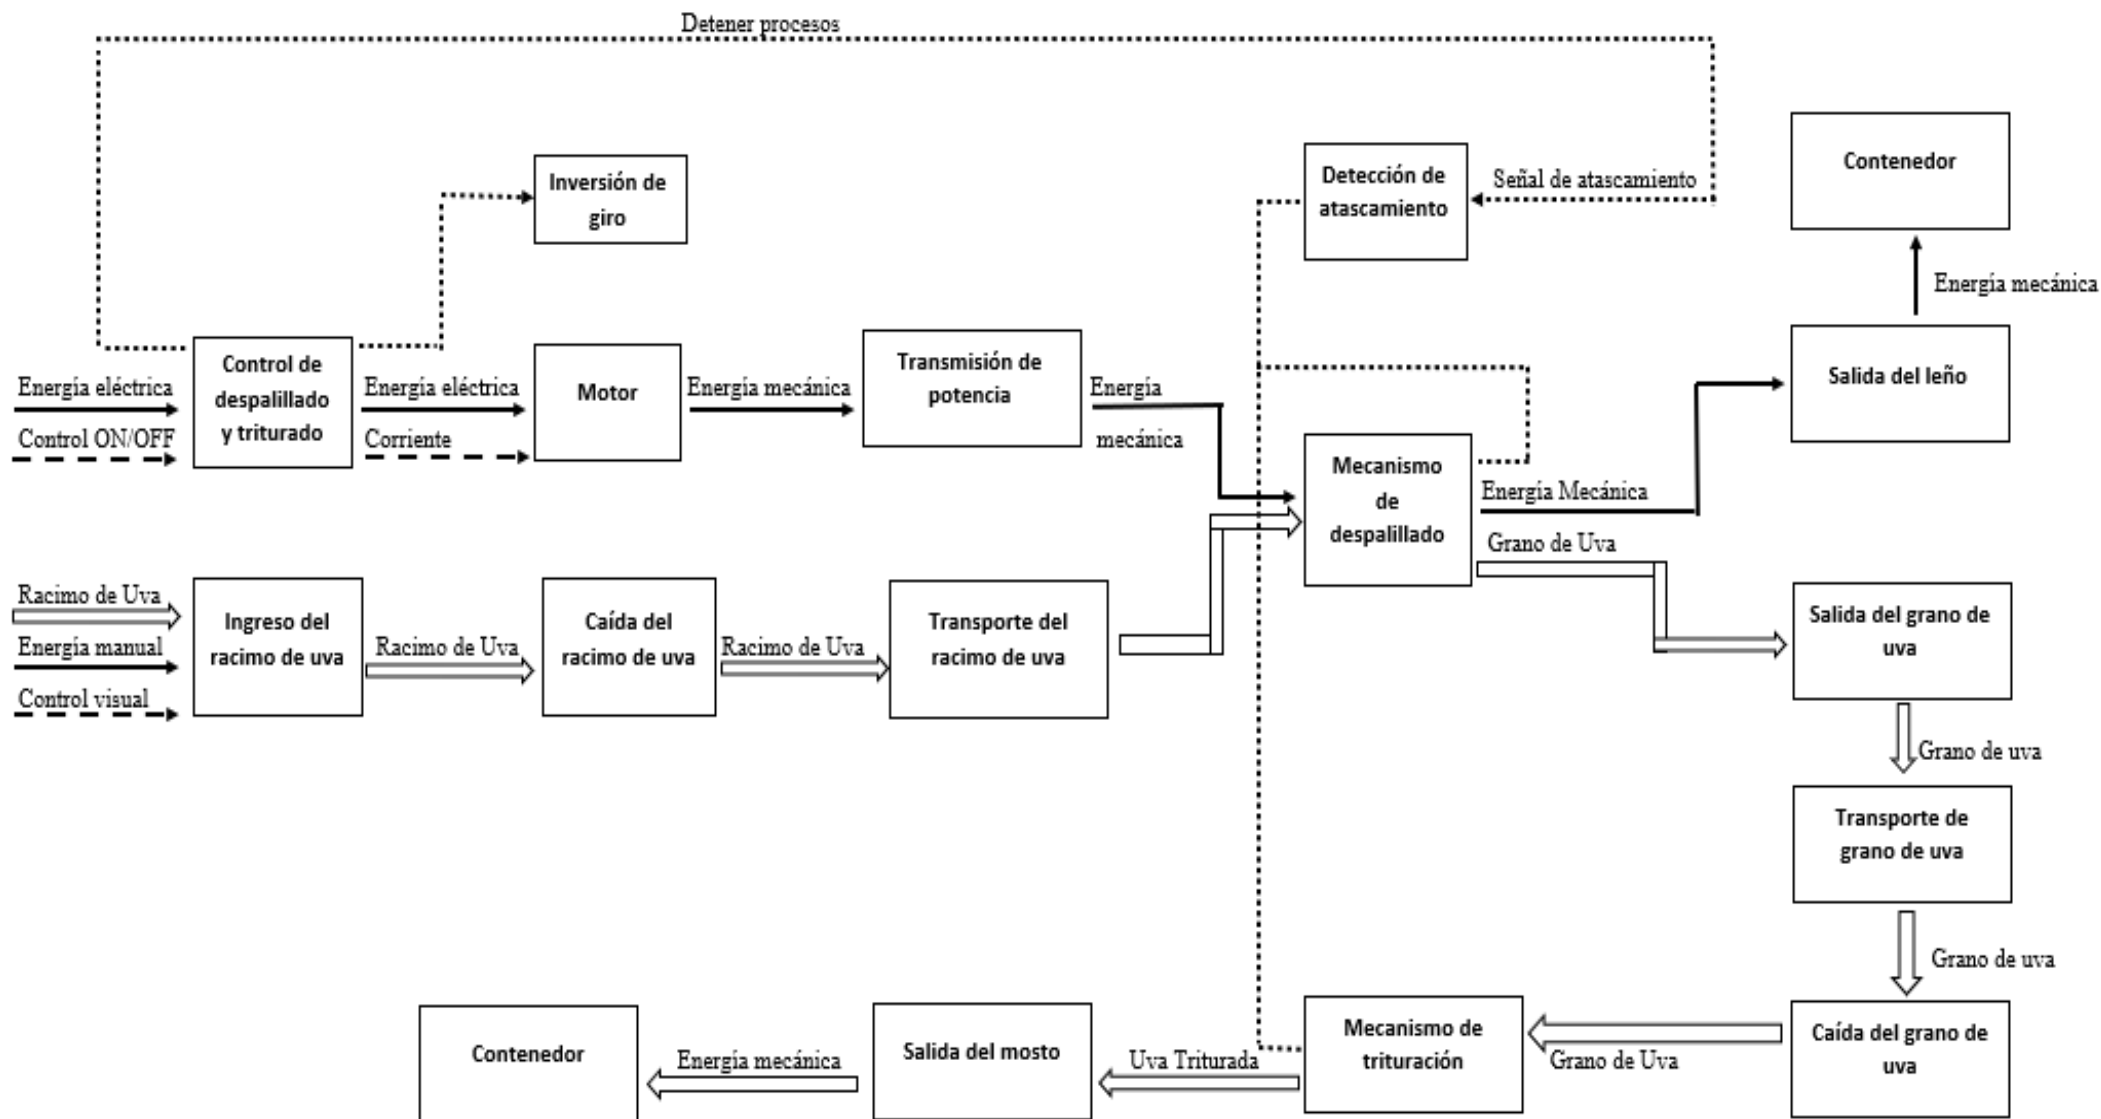 Detener procesos
Inversión de
giro
Detección de
atascamiento
Señal de atascamiento
Contenedor
Energía mecánica
Control de
despalillado
y triturado
Energía eléctrica
Control ON/OFF
Energía eléctrica
Corriente
Motor
Energía mecánica
Transmisión de
potencia
Energía
mecánica
Salida del leño
Mecanismo
de
despalillado
Energía Mecánica
Grano de Uva
Racimo de Uva
Energía manual
Control visual
Ingreso del
racimo de uva
Racimo de Uva
Caída del
racimo de uva
Racimo de Uva
Transporte del
racimo de uva
Salida del grano de
uva
Grano de uva
Transporte de
grano de uva
Grano de uva
Caída del grano de
uva
Grano de Uva
Mecanismo de
trituración
Uva Triturada
Salida del mosto
Energía mecánica
Contenedor